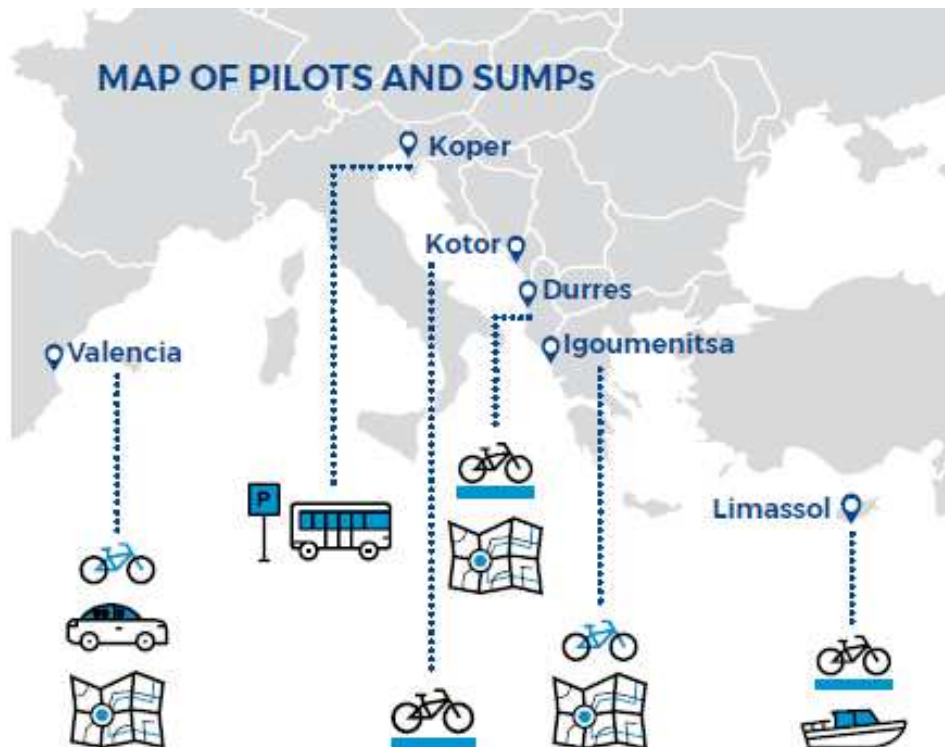 MAP OF PILOTS AND SUMPs
Koper
Kotor
Durres
Igoumenitsa
Valencia
P
Limassol